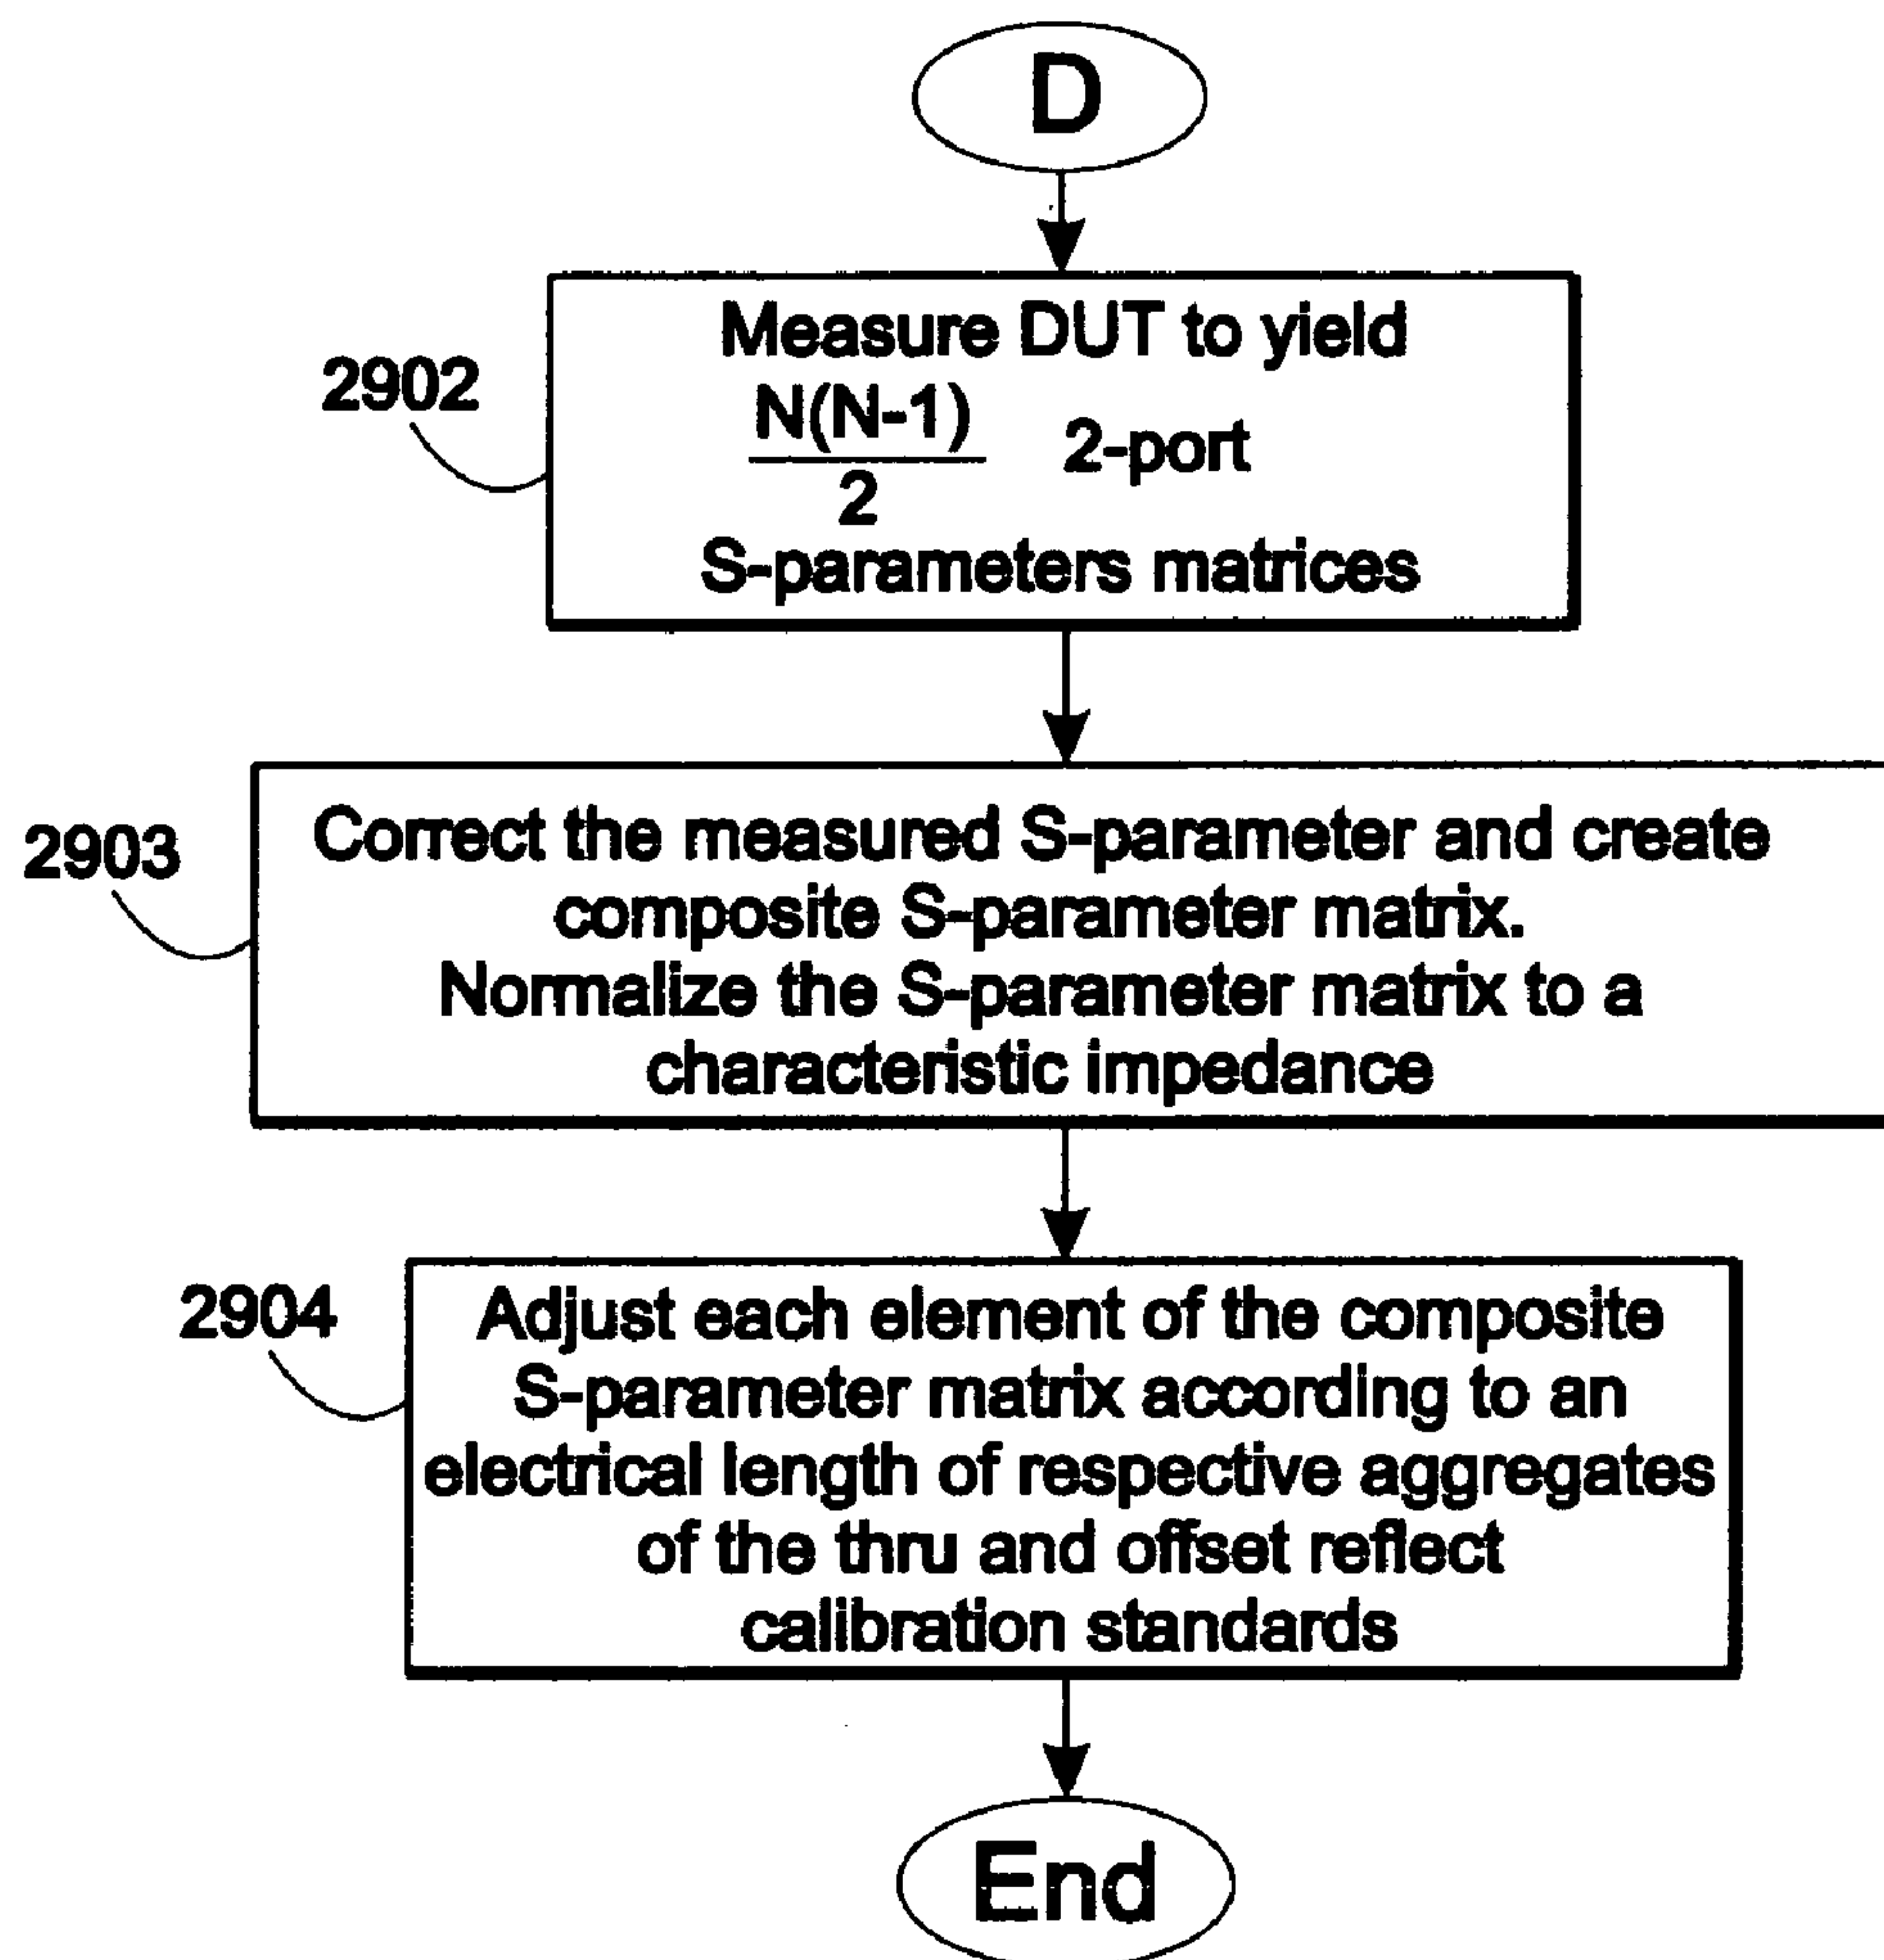 D
2902
Measure DUT to yield
N(N-1)
2
2-port
S-parameters matrices
2903
Correct the measured S-parameter and create
composite S-parameter matrix.
Normalize the S-parameter matrix to a
characteristic impedance
2904
Adjust each element of the composite
S-parameter matrix according to an
electrical length of respective aggregates
of the thru and offset reflect
calibration standards
End